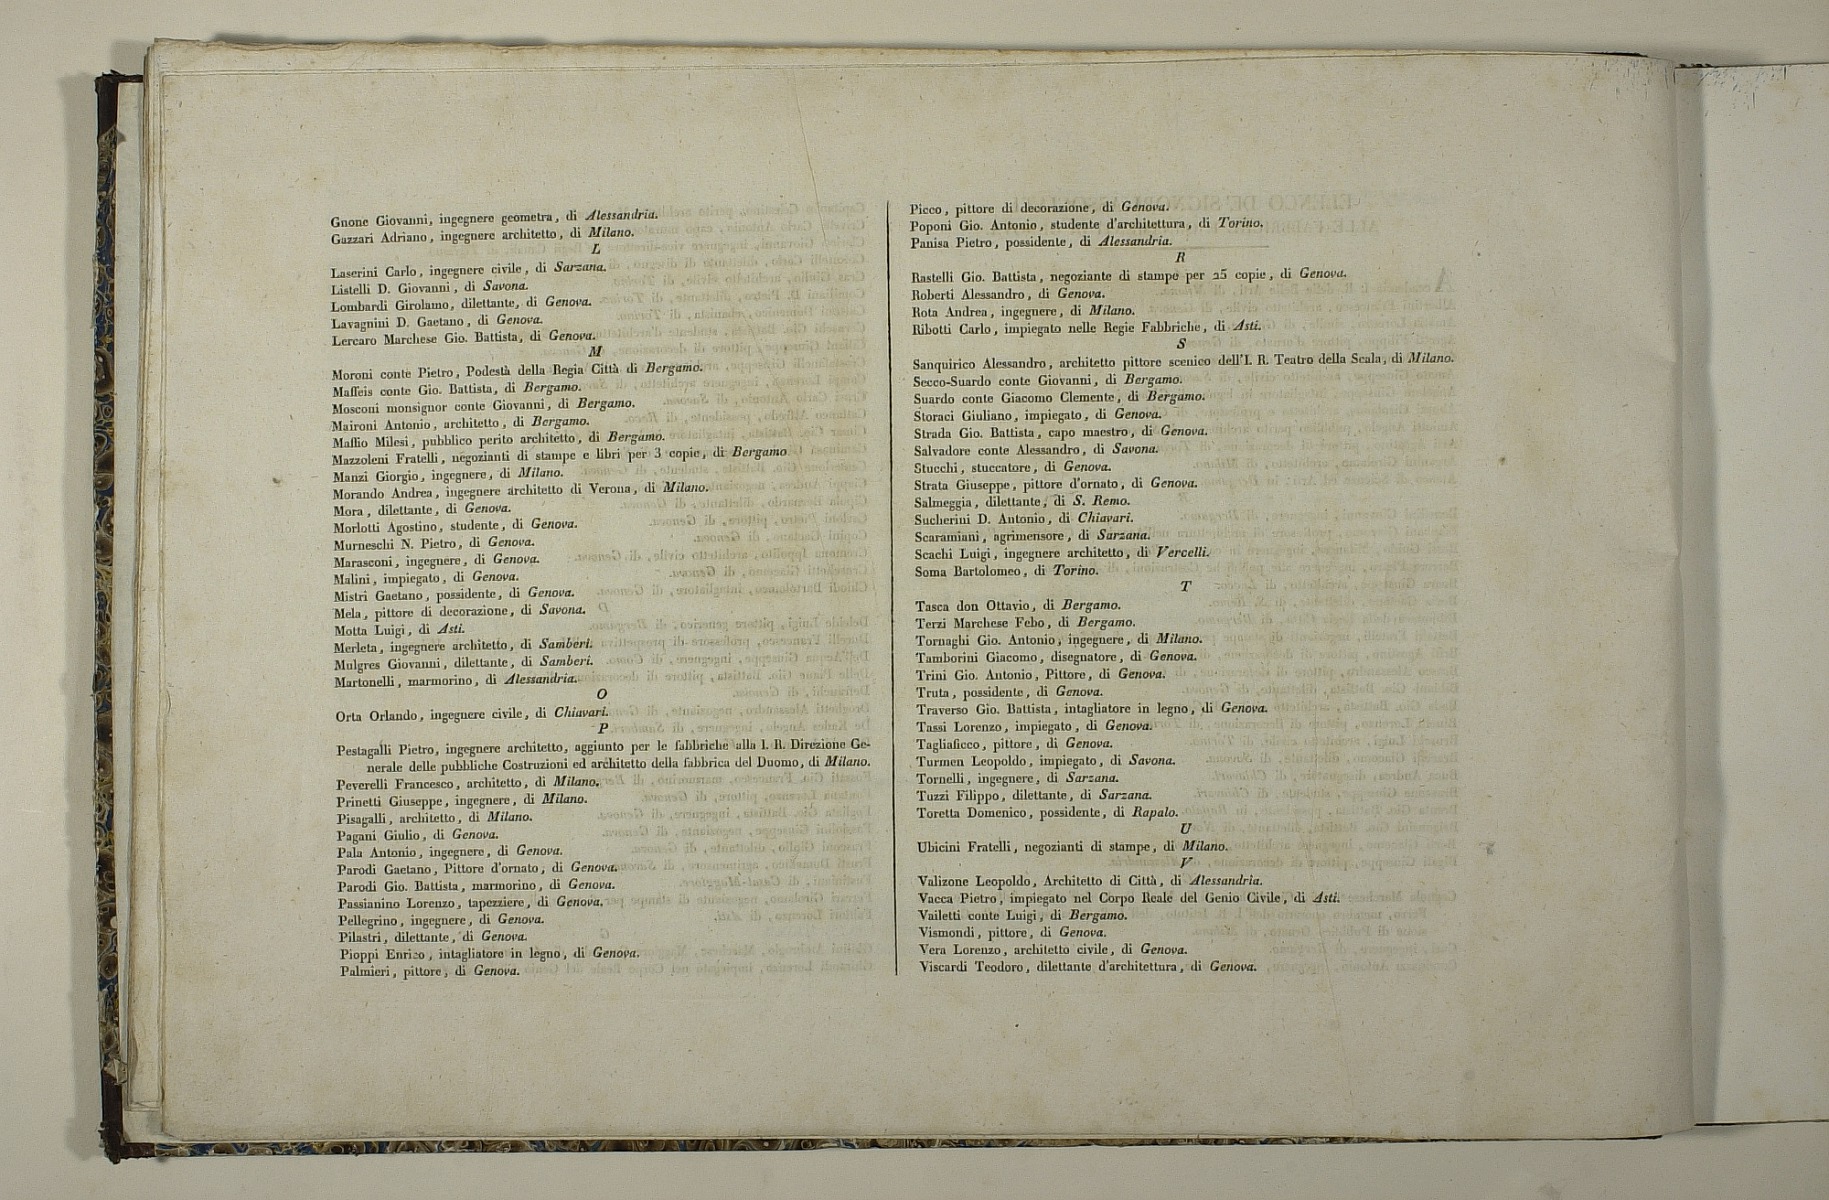 Gnone Giovanni, ingegnere geometra, di Alessandria.
Gazzari Adriano, ingegnere architetto, di Milano.
L
Laserini Carlo, ingegnere civile, di Sarzana.
Listelli D. Giovanni, di Savona.
Lombardi Girolamo, dilettante, di Genova.
Lavagnini D. Gaetano, di Genova.
Lercaro Marchese Gio. Battista, di Genova.
M
Moroni conte Pietro, Podestà della Regia Città di Bergamo.
Maffeis conte Gio. Battista, di Bergamo.
Mosconi monsignor conte Giovanni, di Bergamo.
Maironi Antonio, architetto, di Bergamo.
Maffio Milesi, pubblico perito architetto, di Bergamo.
Mazzoleni Fratelli, negozianti di stampe e libri per 3 copie, di Bergamo
Manzi Giorgio, ingegnere, di Milano.
Morando Andrea, ingegnere architetto di Verona, di Milano.
Mora, dilettante, di Genova.
Morlotti Agostino, studente, di Genova.
Murneschi N. Pietro, di Genova.
Marasconi, ingegnere, di Genova.
Malini, impiegato, di Genova.
Mistri Gaetano, possidente, di Genova.
Mela, pittore di decorazione, di Savona.
Motta Luigi, di Asti.
Merleta, ingegnere architetto, di Samberi.
Mulgres Giovanni, dilettante, di Samberi.
Martonelli, marmorino, di Alessandria.
O
Orta Orlando, ingegnere civile, di Chiavari.
P
Pestagalli Pietro, ingegnere architetto, aggiunto per le fabbriche alla I. R. Direzione Ge-
nerale delle pubbliche Costruzioni ed architetto della fabbrica del Duomo, di Milano.
Peverelli Francesco, architetto, di Milano.
Prinetti Giuseppe, ingegnere, di Milano.
Pisagalli, architetto, di Milano.
Pagani Giulio, di Genova.
Pala Antonio, ingegnere, di Genova.
Parodi Gaetano, Pittore d'ornato, di Genova.
Parodi Gio. Battista, marmorino, di Genova.
Passianino Lorenzo, tapezziere, di Genova.
Pellegrino, ingegnere, di Genova.
Pilastri, dilettante, di Genova.
Pioppi Enrico, intagliatore in legno, di Genova.
Palmieri, pittore, di Genova.
Picco, pittore di decorazione, di Genova.
Poponi Gio. Antonio, studente d'architettura, di Torino.
Panisa Pietro, possidente, di Alessandria.
R
Rastelli Gio. Battista, negoziante di stampe per 25 copie, di Genova.
Roberti Alessandro, di Genova.
Rota Andrea, ingegnere, di Milano.
Ribotti Carlo, impiegato nelle Regie Fabbriche, di Asti.
S
Sanquirico Alessandro, architetto pittore scenico dell'I. R. Teatro della Scala, di Milano.
Secco-Suardo conte Giovanni, di Bergamo.
Suardo conte Giacomo Clemente, di Bergamo.
Storaci Giuliano, impiegato, di Genova.
Strada Gio. Battista, capo maestro, di Genova.
Salvadore conte Alessandro, di Savona.
Stucchi, stuccatore, di Genova.
Strata Giuseppe, pittore d'ornato, di Genova.
Salmeggia, dilettante, di S. Remo.
Sucherini D. Antonio, di Chiavari.
Scaramiani, agrimensore, di Sarzana.
Scachi Luigi, ingegnere architetto, di Vercelli.
Soma Bartolomeo, di Torino.
T
Tasca don Ottavio, di Bergamo.
Terzi Marchese Febo, di Bergamo.
Tornaghi Gio. Antonio, ingegnere, di Milano.
Tamborini Giacomo, disegnatore, di Genova.
Trini Gio. Antonio, Pittore, di Genova.
Truta, possidente, di Genova.
Traverso Gio. Battista, intagliatore in legno, di Genova.
Tassi Lorenzo, impiegato, di Genova.
Tagliaficco, pittore, di Genova.
Turmen Leopoldo, impiegato, di Savona.
Tornelli, ingegnere, di Sarzana.
Tuzzi Filippo, dilettante, di Sarzana.
Toretta Domenico, possidente, di Rapalo.
U
Ubicini Fratelli, negozianti di stampe, di Milano.
V
Valizone Leopoldo, Architetto di Città, di Alessandria.
Vacca Pietro, impiegato nel Corpo Reale del Genio Civile, di Asti.
Vailetti conte Luigi, di Bergamo.
Vismondi, pittore, di Genova.
Vera Lorenzo, architetto civile, di Genova.
Viscardi Teodoro, dilettante d'architettura, di Genova.